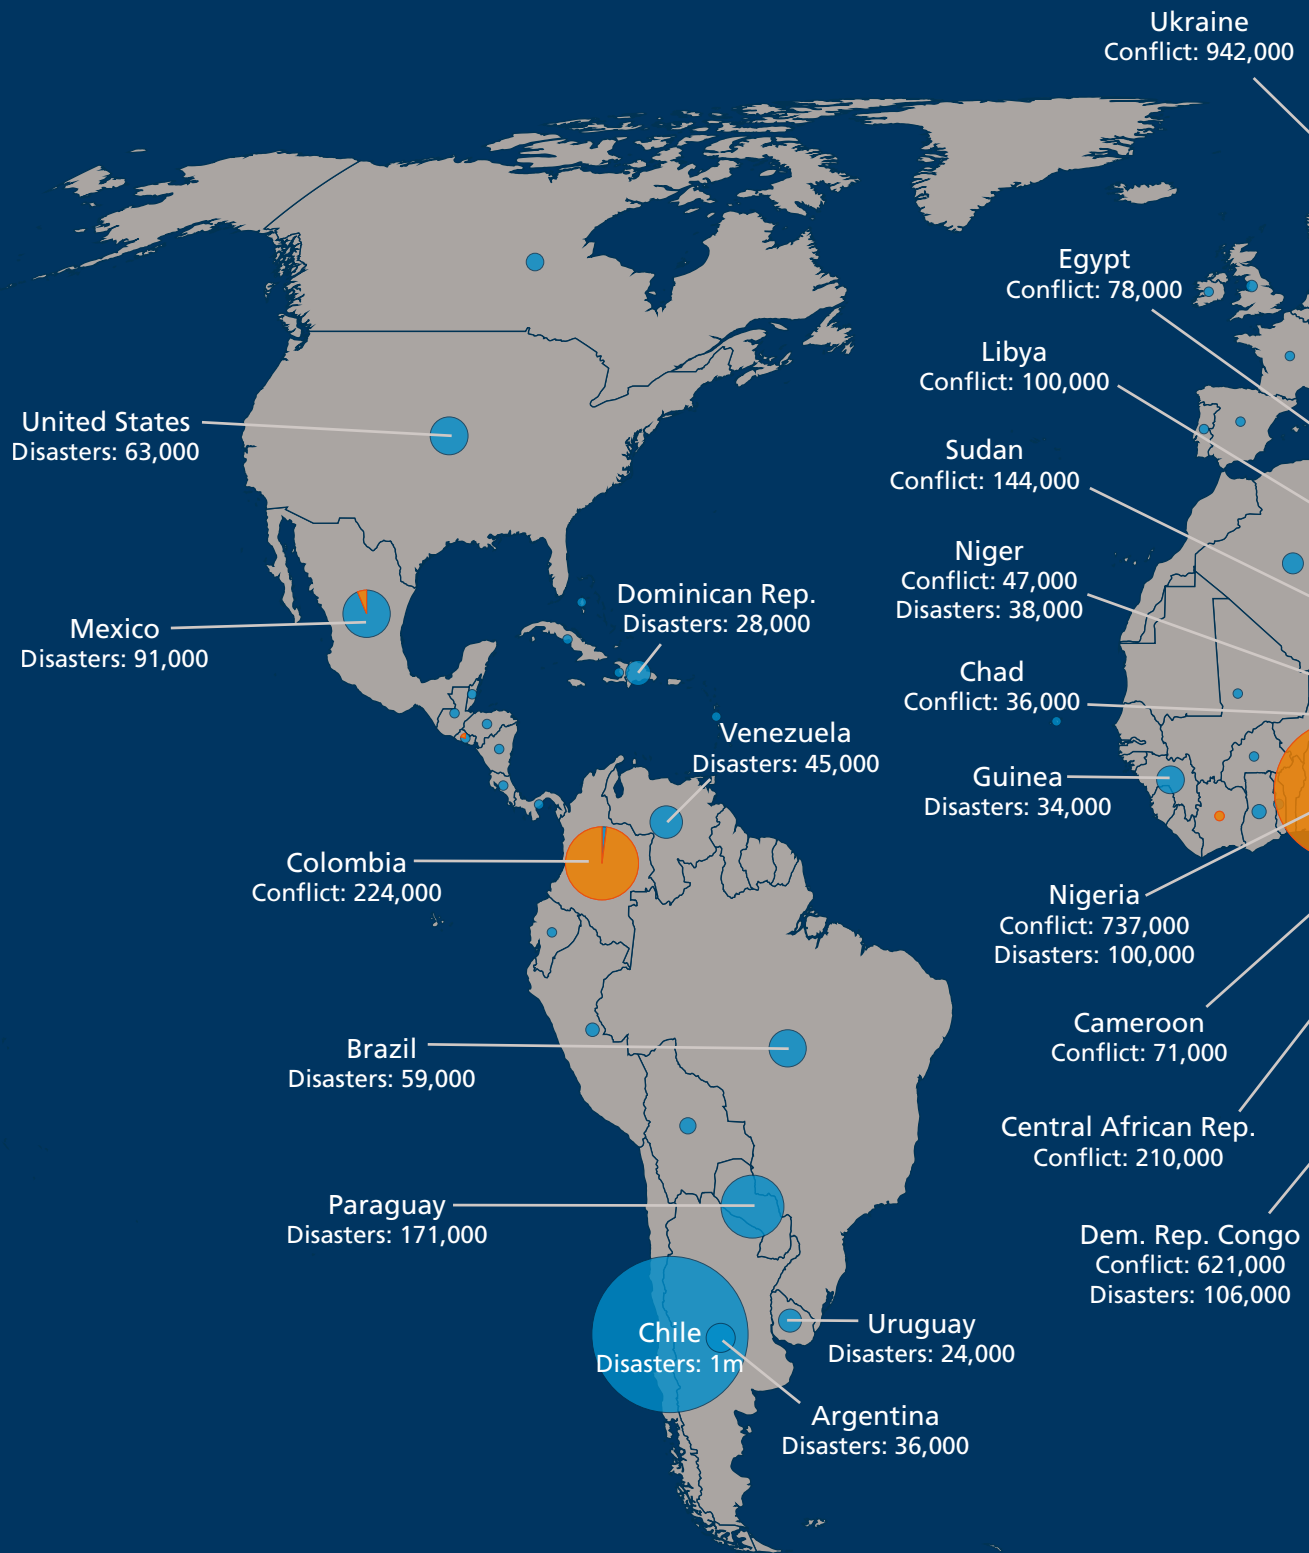 Ukraine
Conflict: 942,000
Egypt
Conflict: 78,000
Libya
Conflict: 100,000
United States
Disasters: 63,000
Sudan
Conflict: 144,000
Niger
Conflict: 47,000
Disasters: 38,000
Dominican Rep.
Disasters: 28,000
Mexico
Disasters: 91,000
Chad
Conflict: 36,000
Venezuela
Disasters: 45,000
Guinea
Disasters: 34,000
Colombia
Conflict: 224,000
Nigeria
Conflict: 737,000
Disasters: 100,000
Cameroon
Conflict: 71,000
Brazil
Disasters: 59,000
Central African Rep.
Conflict: 210,000
Paraguay
Disasters: 171,000
Dem. Rep. Congo
Conflict: 621,000
Disasters: 106,000
Chile
Disasters: 1m
Uruguay
Disasters: 24,000
Argentina
Disasters: 36,000